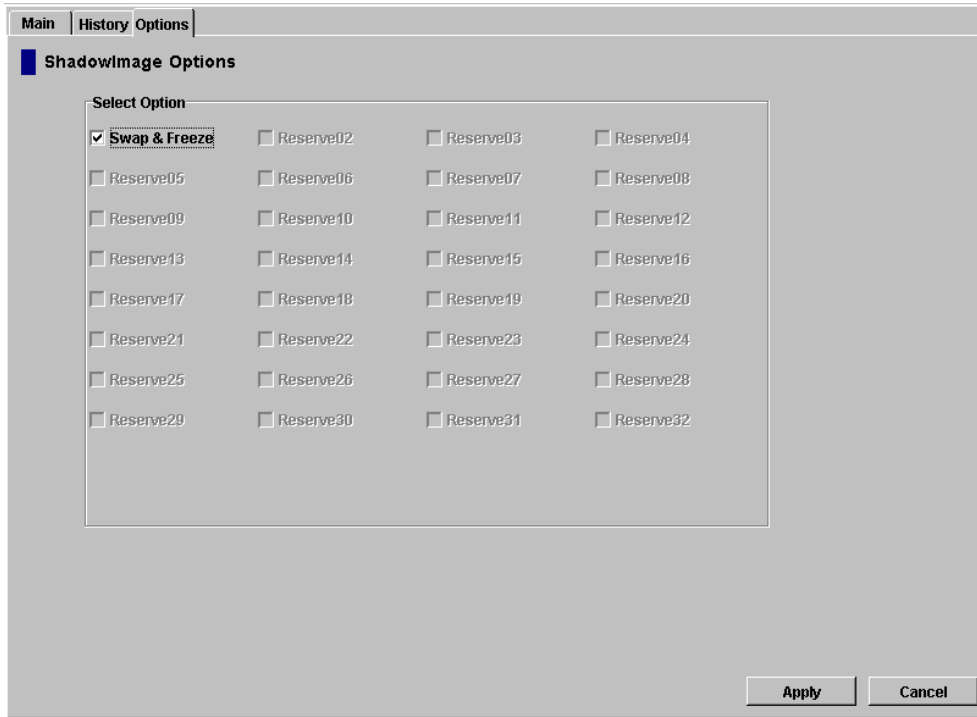 Main History Options
ShadowImage Options
Select Option
Swap & Freeze Reserve02 Reserve03 Reserve04
Reserve05 Reserve06 Reserve07 Reserve08
Reserve09 Reserve10 Reserve11 Reserve12
Reserve13 Reserve14 Reserve15 Reserve16
Reserve17 Reserve18 Reserve19 Reserve20
Reserve21 Reserve22 Reserve23 Reserve24
Reserve25 Reserve26 Reserve27 Reserve28
Reserve29 Reserve30 Reserve31 Reserve32
Apply Cancel